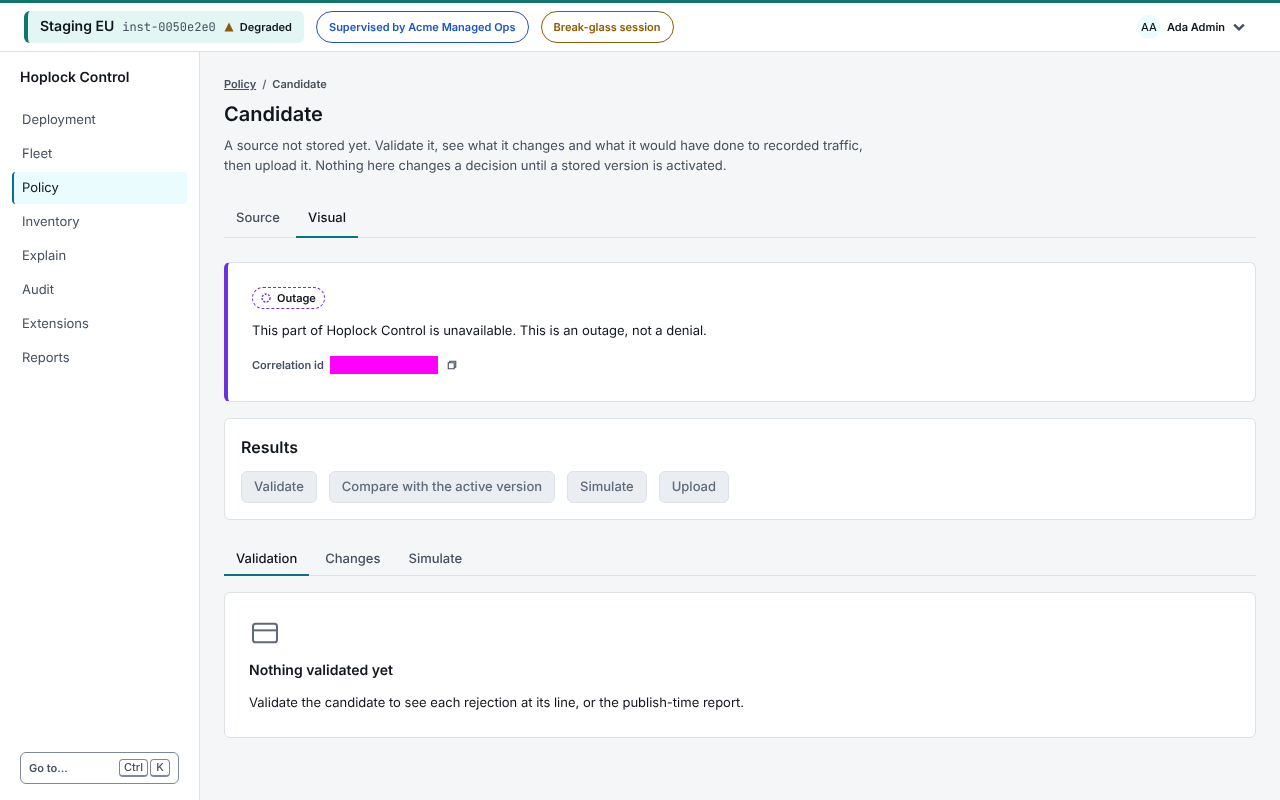 Staging EU inst-0050e2e0 Degraded Supervised by Acme Managed Ops Break-glass session AA Ada Admin
Hoplock Control
Deployment
Fleet
Policy
Inventory
Explain
Audit
Extensions
Reports
Go to... Ctrl K
Policy / Candidate
Candidate
A source not stored yet. Validate it, see what it changes and what it would have done to recorded traffic,
then upload it. Nothing here changes a decision until a stored version is activated.
Source Visual
Outage
This part of Hoplock Control is unavailable. This is an outage, not a denial.
Correlation id
Results
Validate Compare with the active version Simulate Upload
Validation Changes Simulate
Nothing validated yet
Validate the candidate to see each rejection at its line, or the publish-time report.